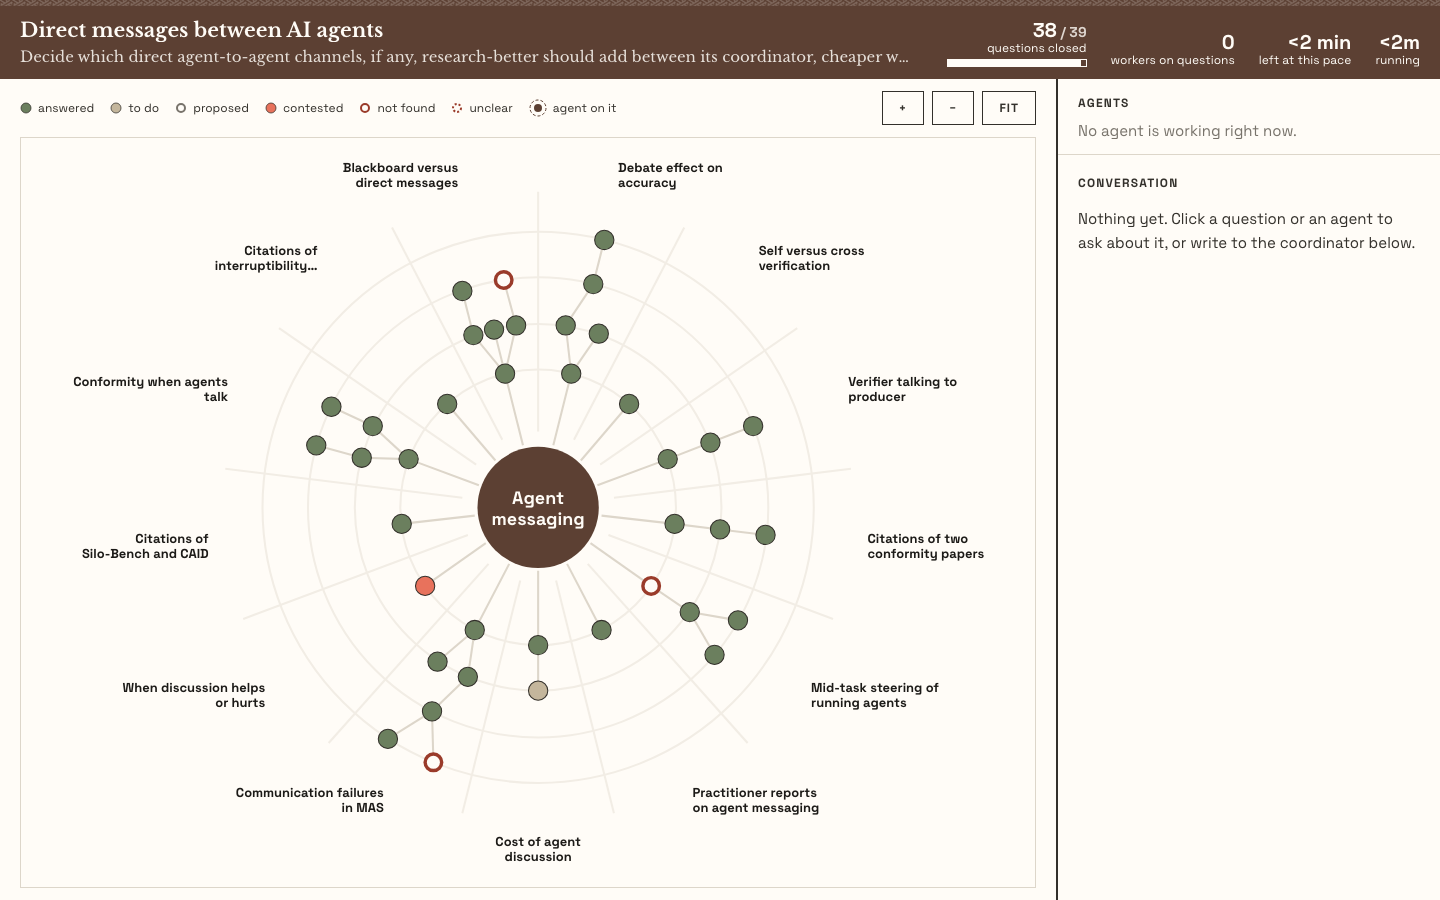 Direct messages between AI agents
Decide which direct agent-to-agent channels, if any, research-better should add between its coordinator, cheaper w…
38 / 39
questions closed
0
workers on questions
<2 min
left at this pace
<2m
running
answered
to do
proposed
contested
not found
unclear
agent on it
+
−
FIT
AGENTS
No agent is working right now.
CONVERSATION
Nothing yet. Click a question or an agent to
ask about it, or write to the coordinator below.
Blackboard versus
direct messages
Debate effect on
accuracy
Citations of
interruptibility…
Self versus cross
verification
Conformity when agents
talk
Verifier talking to
producer
Agent
messaging
Citations of
Silo-Bench and CAID
Citations of two
conformity papers
When discussion helps
or hurts
Mid-task steering of
running agents
Communication failures
in MAS
Practitioner reports
on agent messaging
Cost of agent
discussion